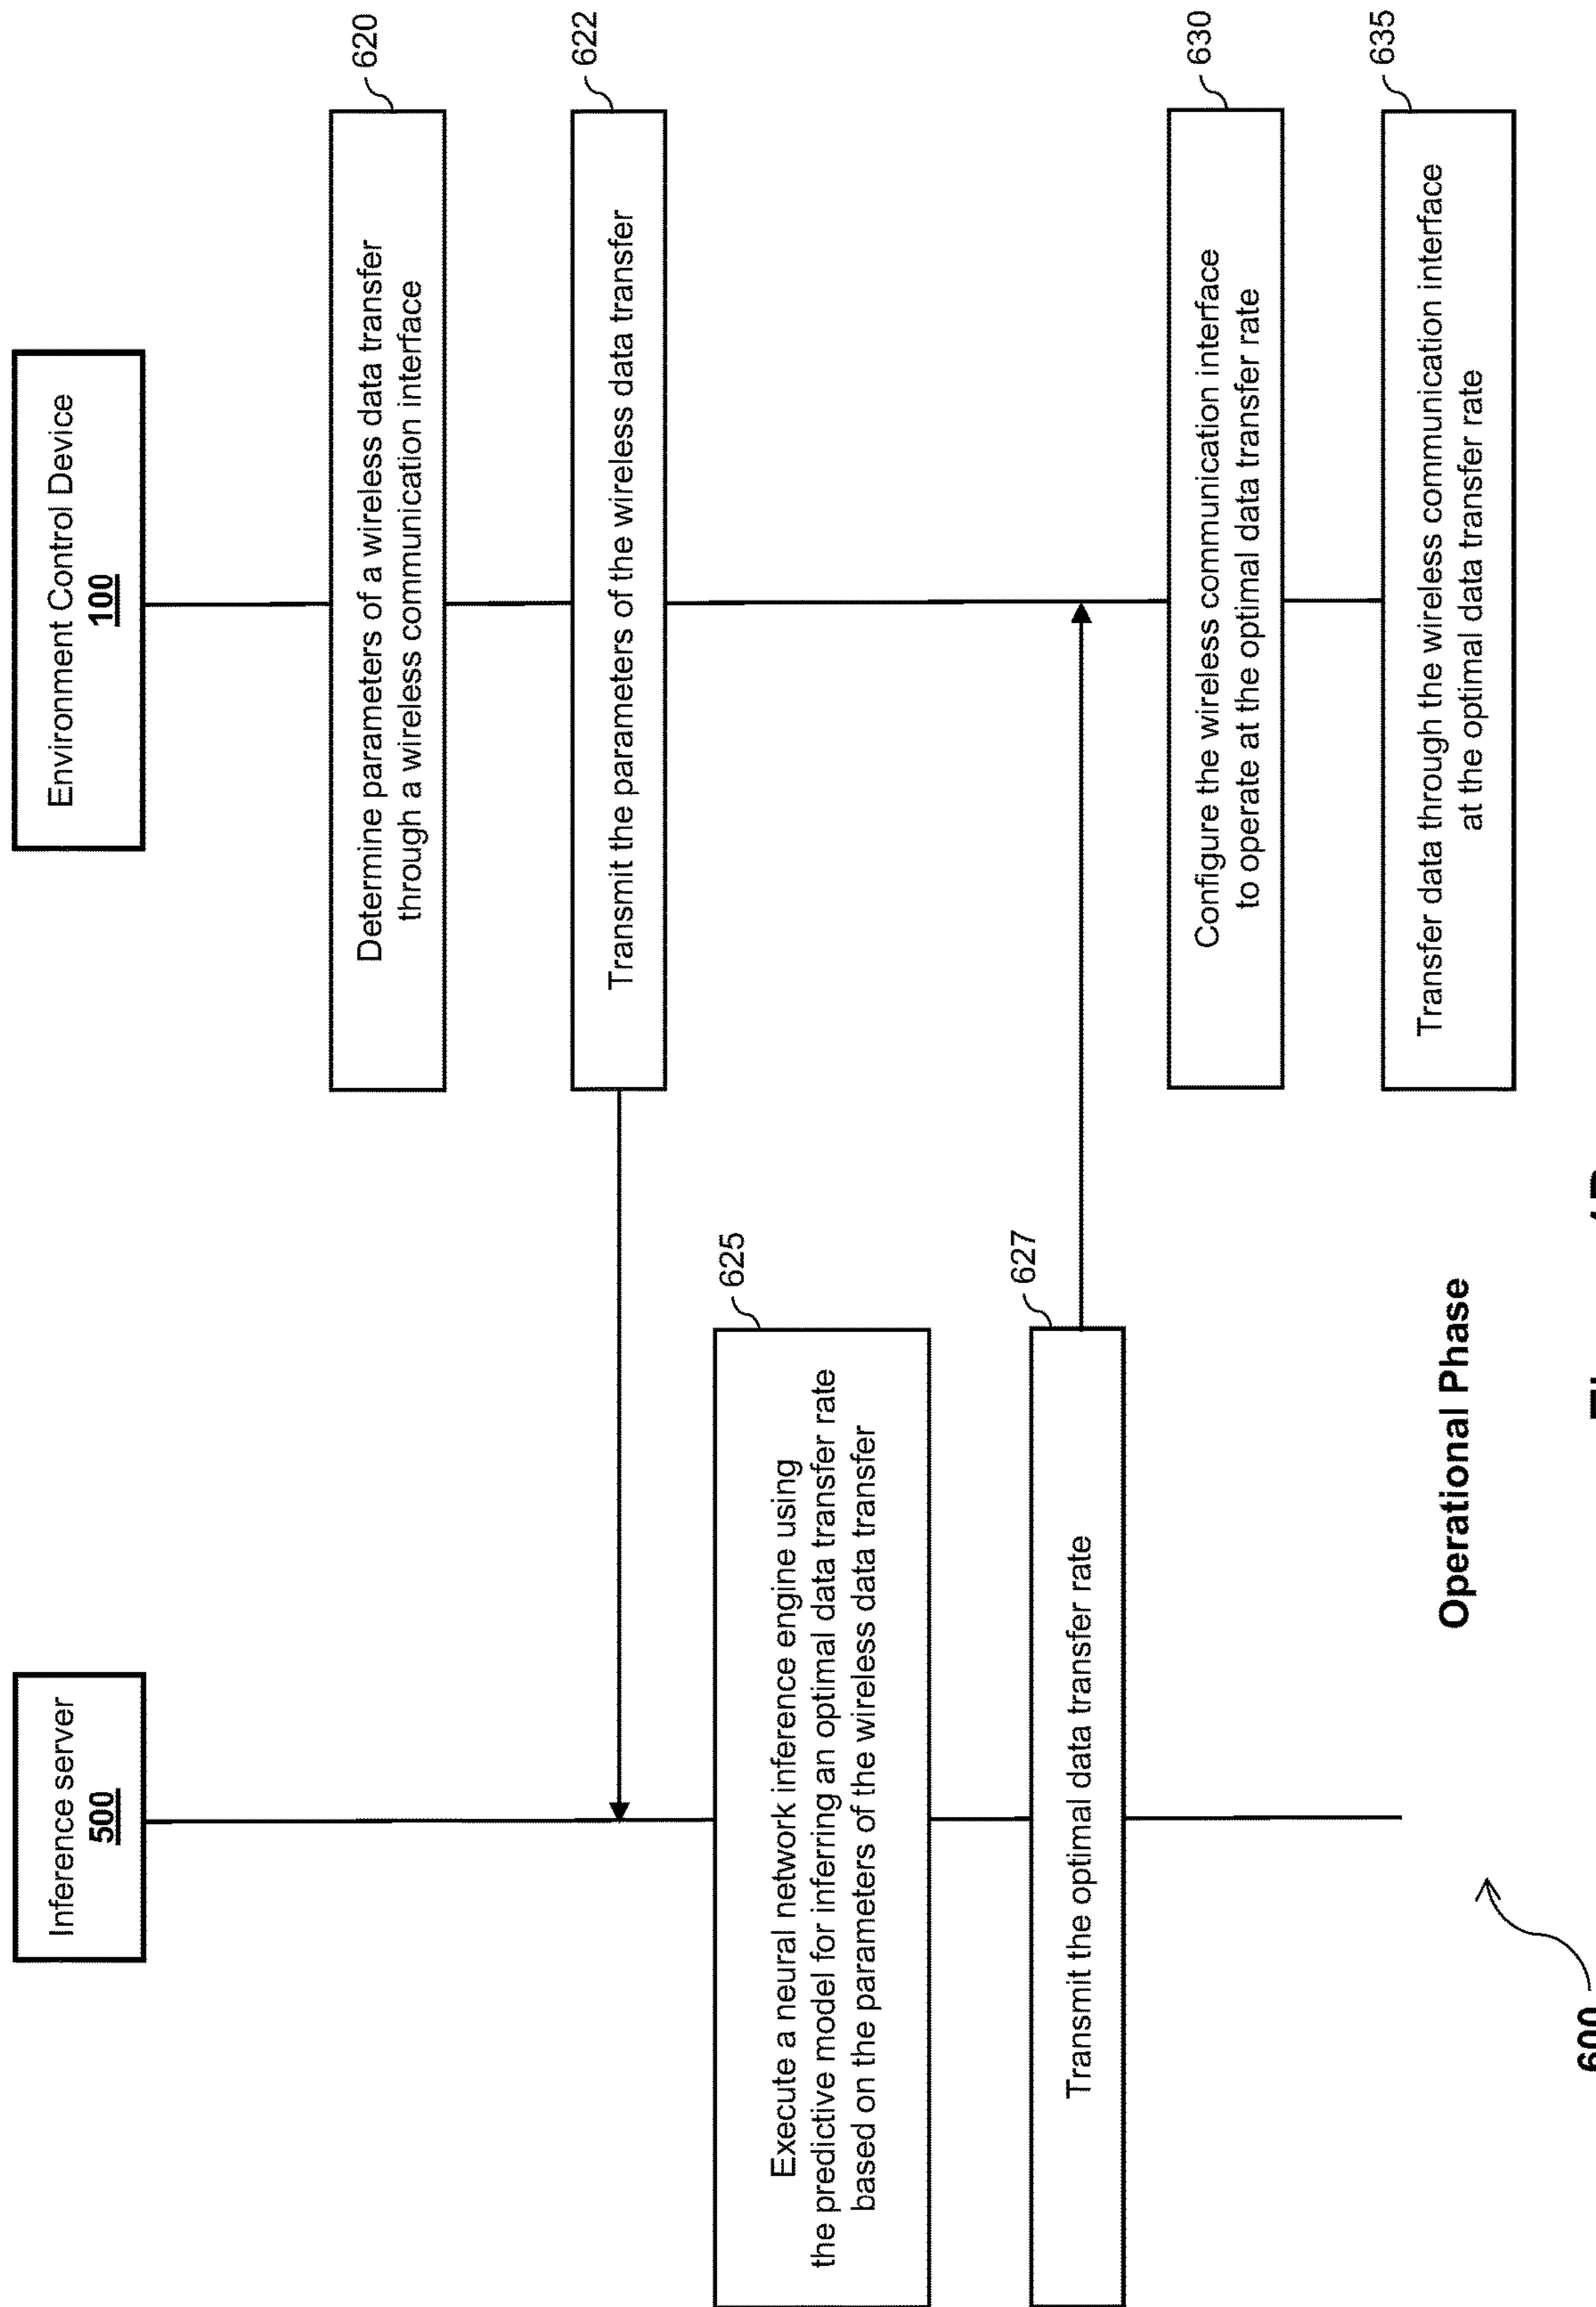 Inference server
500
Environment Control Device
100
620
Determine parameters of a wireless data transfer
through a wireless communication interface
622
Transmit the parameters of the wireless data transfer
625
Execute a neural network inference engine using
the predictive model for inferring an optimal data transfer rate
based on the parameters of the wireless data transfer
627
Transmit the optimal data transfer rate
630
Configure the wireless communication interface
to operate at the optimal data transfer rate
635
Transfer data through the wireless communication interface
at the optimal data transfer rate
Operational Phase
600